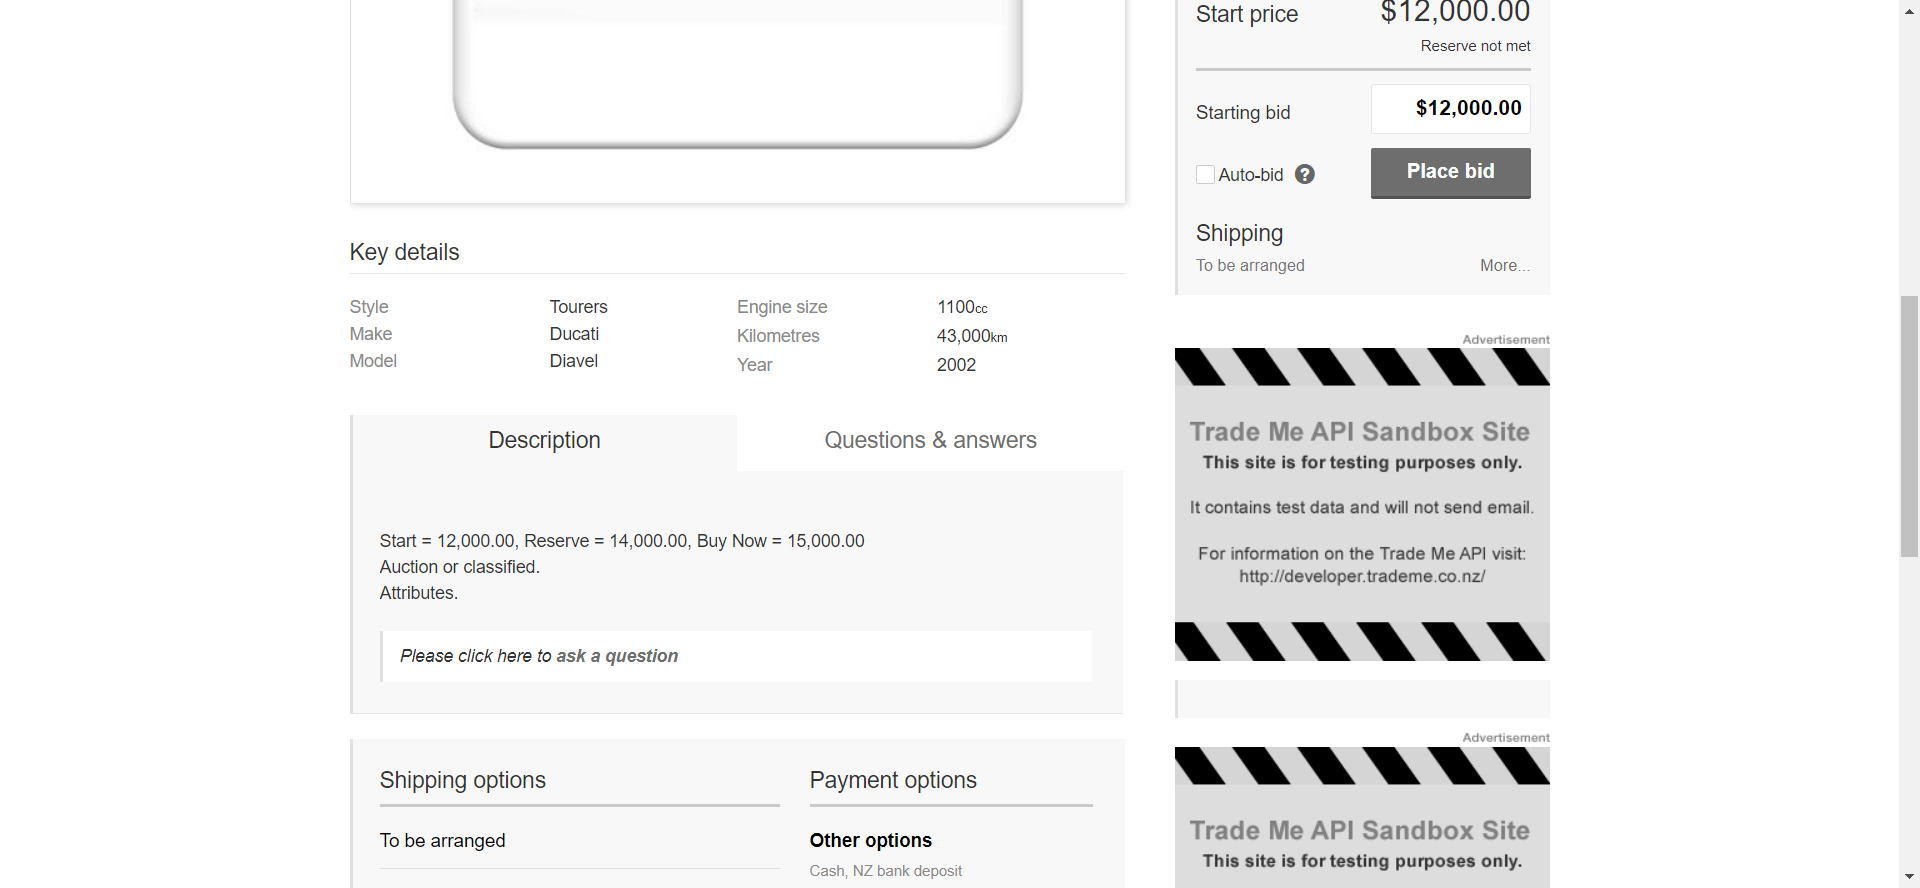 Start price $12,000.00
Reserve not met
Starting bid $12,000.00
Auto-bid ? Place bid
Shipping
To be arranged More...
Key details
Style Tourers Engine size 1100cc
Make Ducati Kilometres 43,000km
Model Diavel Year 2002
Description Questions & answers
Start = 12,000.00, Reserve = 14,000.00, Buy Now = 15,000.00
Auction or classified.
Attributes.
Please click here to ask a question
Shipping options
To be arranged
Payment options
Other options
Cash, NZ bank deposit
Advertisement
Trade Me API Sandbox Site
This site is for testing purposes only.
It contains test data and will not send email.
For information on the Trade Me API visit:
http://developer.trademe.co.nz/
Advertisement
Trade Me API Sandbox Site
This site is for testing purposes only.